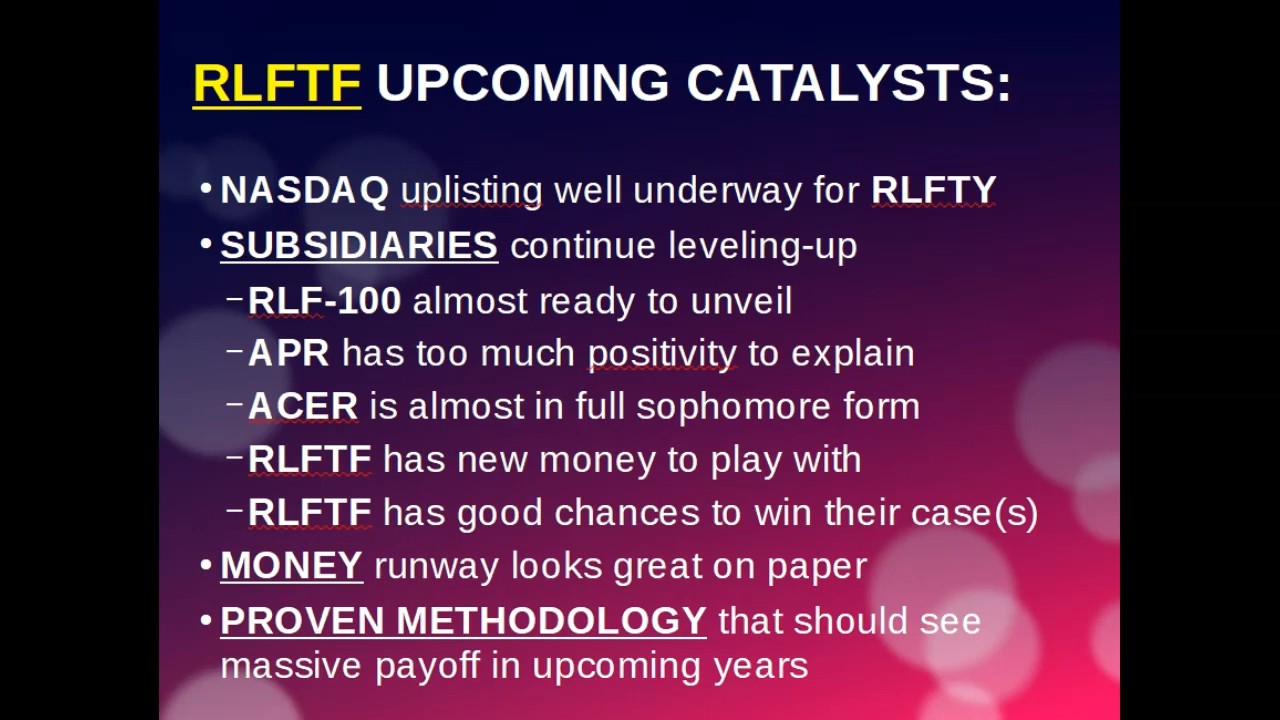 RLFTF UPCOMING CATALYSTS:
• NASDAQ uplisting well underway for RLFTY
• SUBSIDIARIES continue leveling-up
–RLF-100 almost ready to unveil
–APR has too much positivity to explain
–ACER is almost in full sophomore form
–RLFTF has new money to play with
–RLFTF has good chances to win their case(s)
• MONEY runway looks great on paper
• PROVEN METHODOLOGY that should see
massive payoff in upcoming years